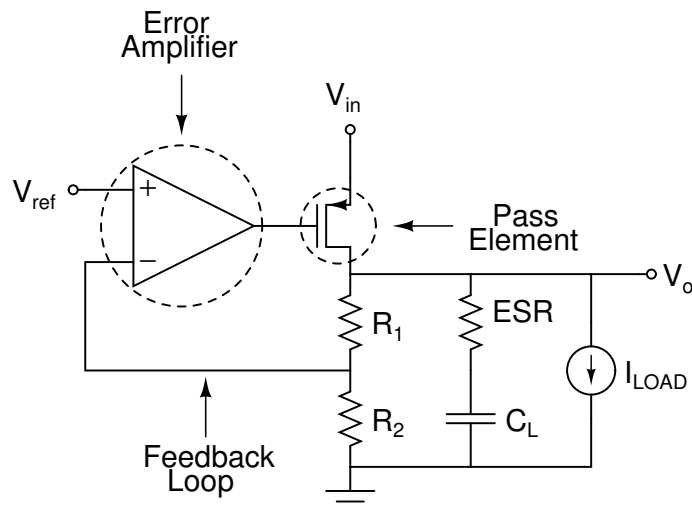 Error
Amplifier
V_in
V_ref
+
−
Pass
Element
V_o
R_1
ESR
I_LOAD
R_2
C_L
Feedback
Loop